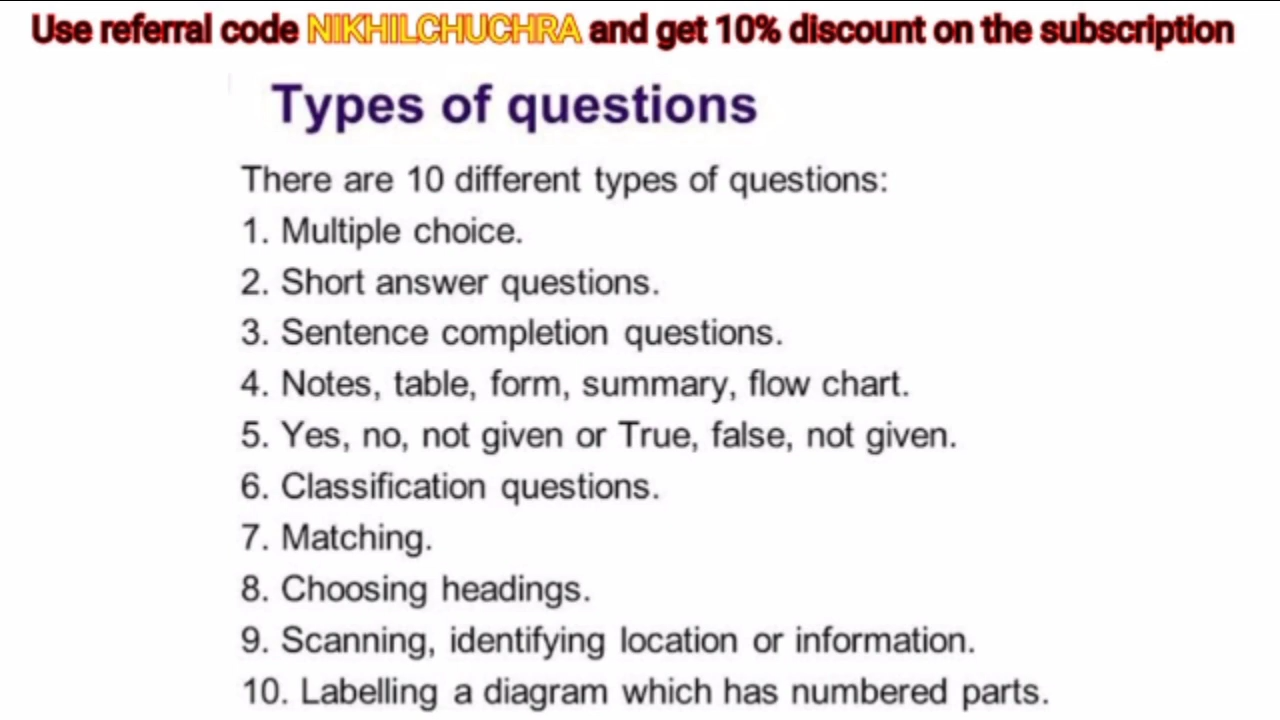 Use referral code NIKHILCHUCHRA and get 10% discount on the subscription
Types of questions
There are 10 different types of questions:
1. Multiple choice.
2. Short answer questions.
3. Sentence completion questions.
4. Notes, table, form, summary, flow chart.
5. Yes, no, not given or True, false, not given.
6. Classification questions.
7. Matching.
8. Choosing headings.
9. Scanning, identifying location or information.
10. Labelling a diagram which has numbered parts.